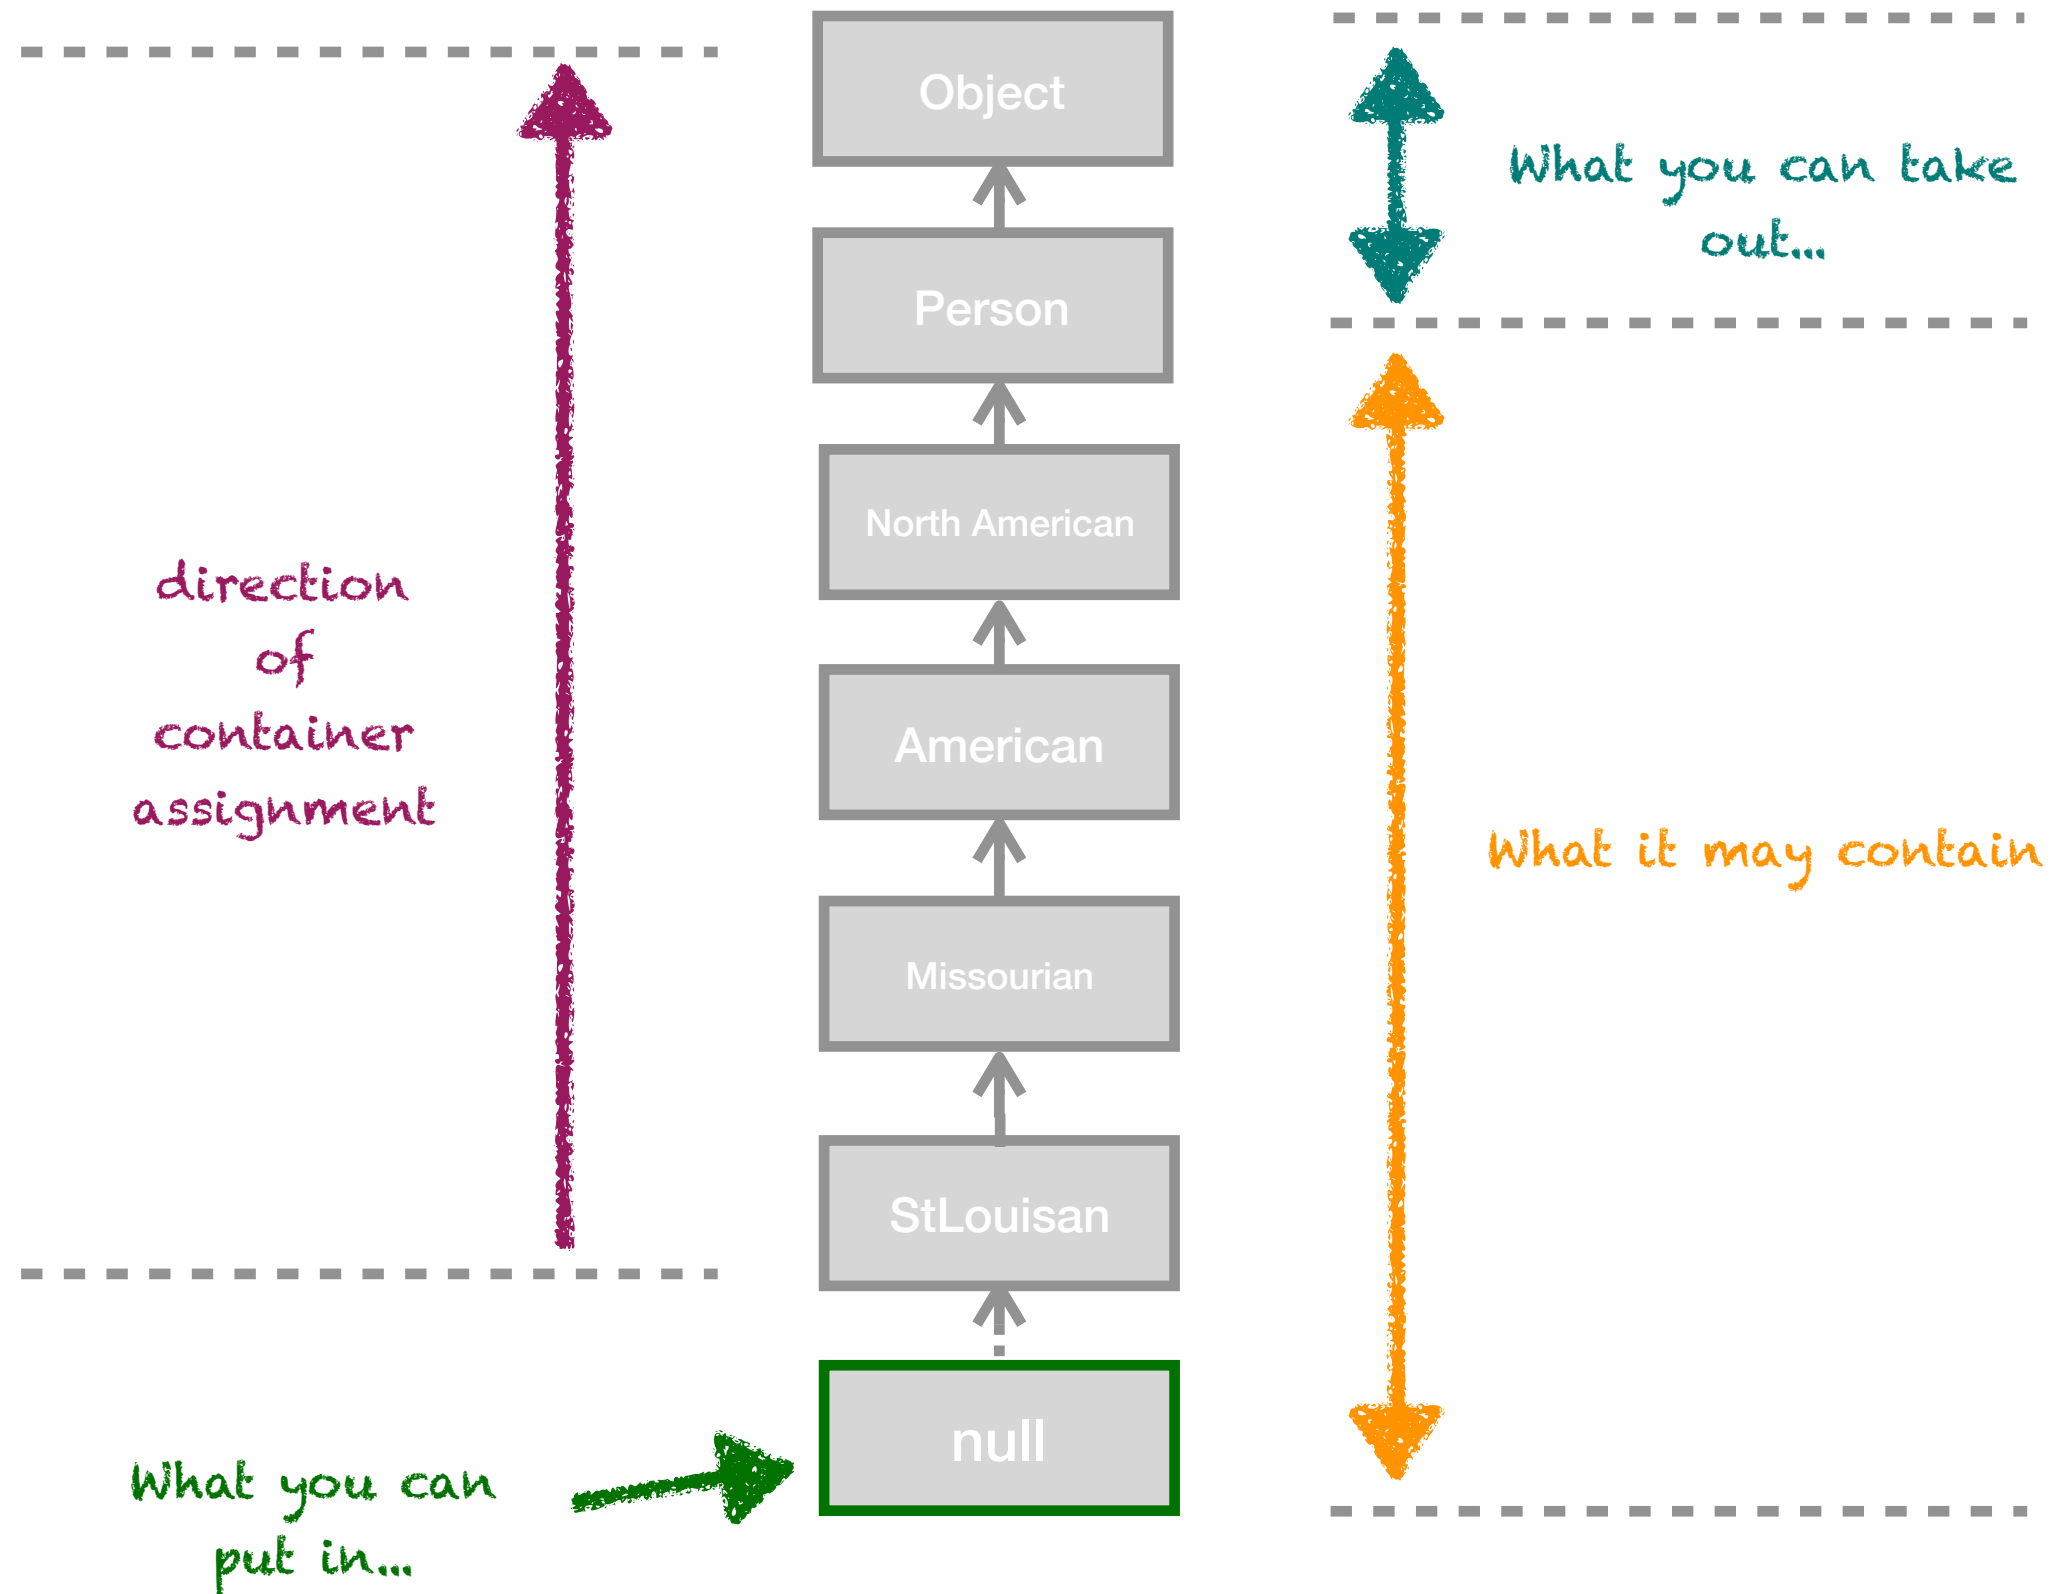 Object
What you can take
out...
Person
North American
direction
of
container
assignment
American
What it may contain
Missourian
StLouisan
null
What you can
put in...